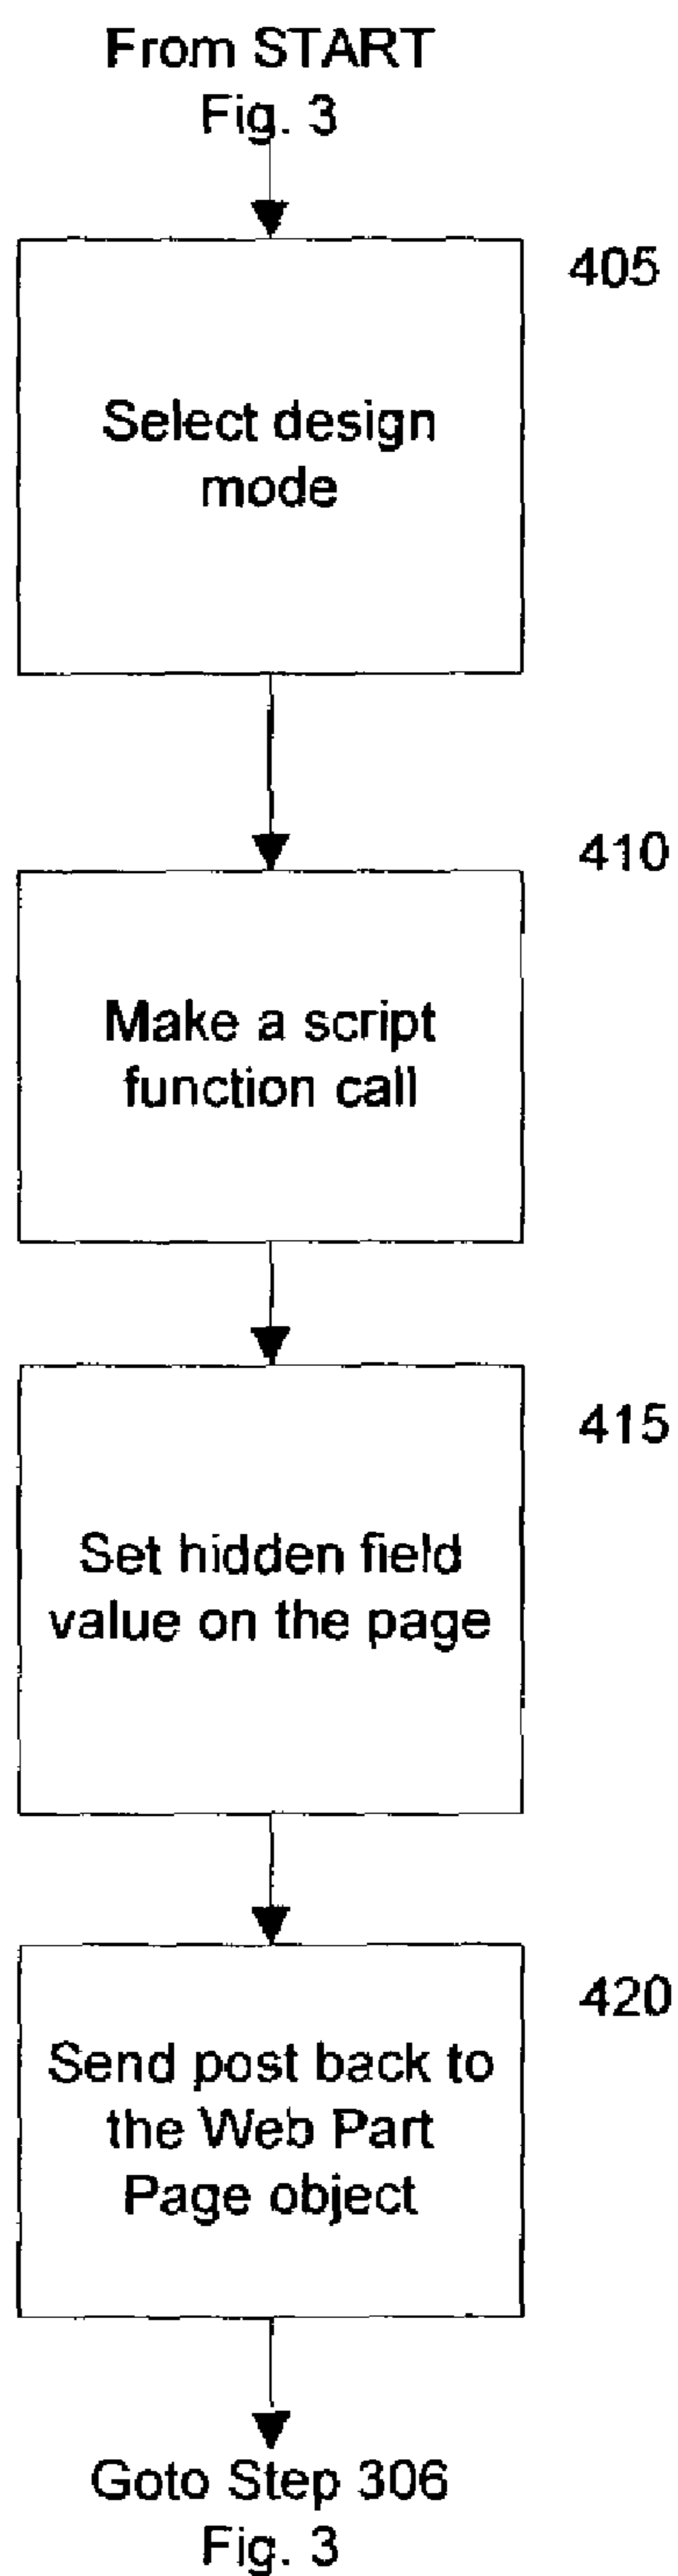 From START
Fig. 3
405
Select design
mode
410
Make a script
function call
415
Set hidden field
value on the page
420
Send post back to
the Web Part
Page object
Goto Step 306
Fig. 3